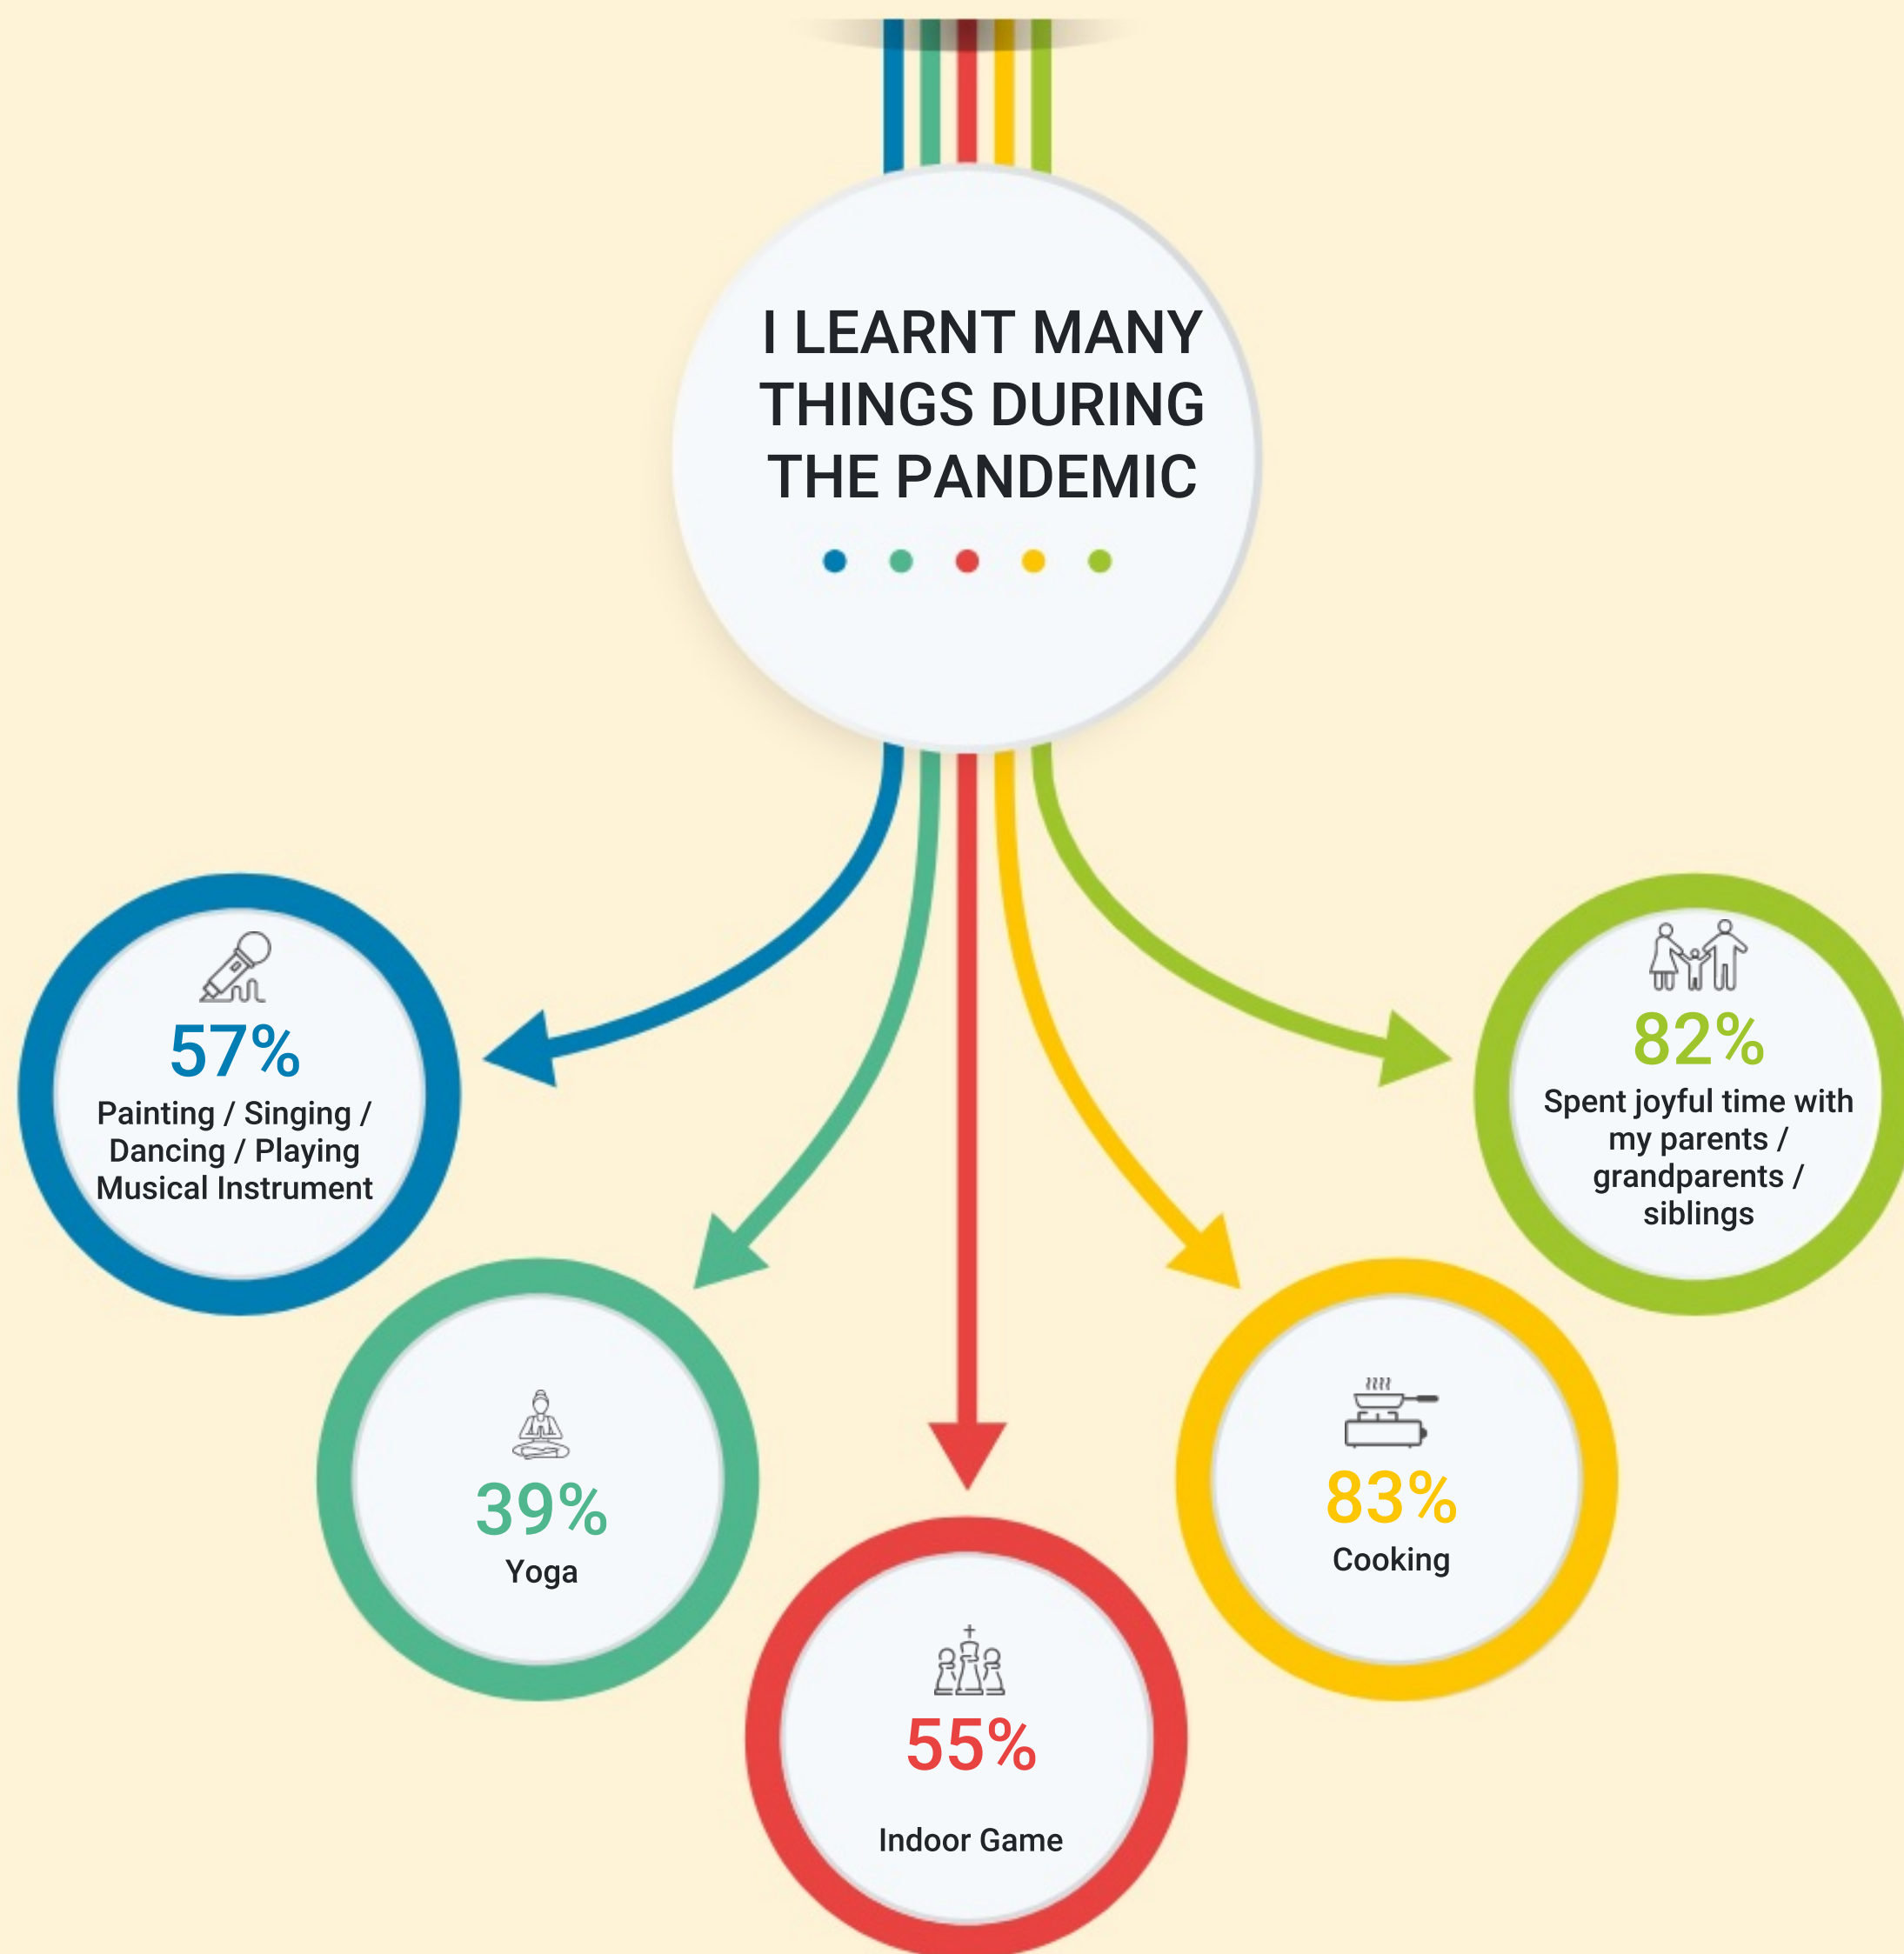 I LEARNT MANY
THINGS DURING
THE PANDEMIC
57%
Painting / Singing /
Dancing / Playing
Musical Instrument
39%
Yoga
55%
Indoor Game
83%
Cooking
82%
Spent joyful time with
my parents /
grandparents /
siblings